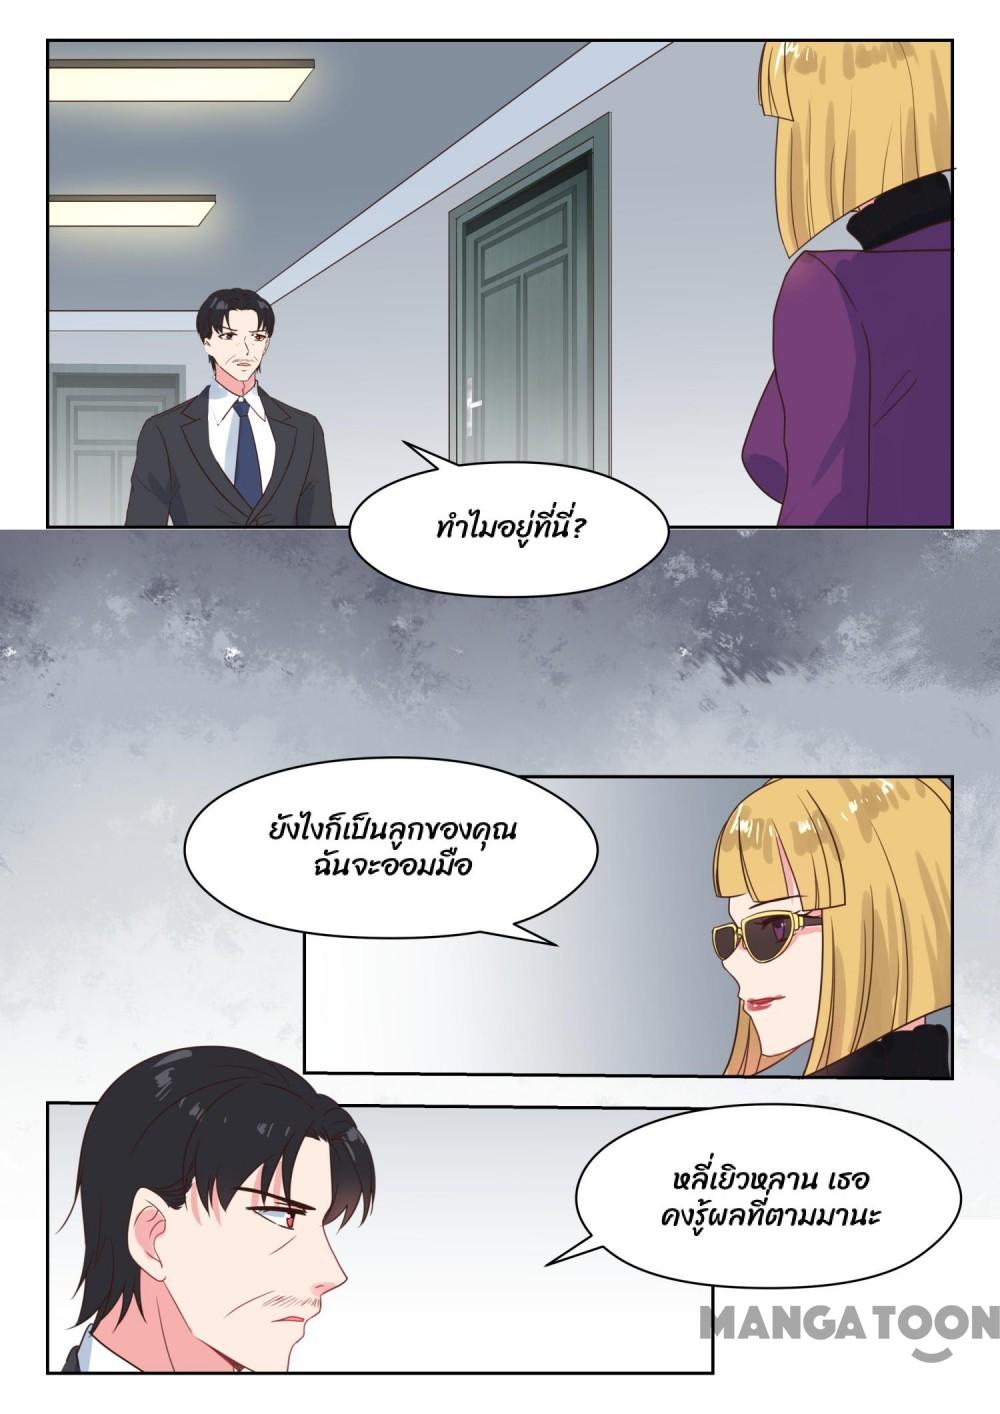 ทำไมอยู่ที่นี่?
ยังไงก็เป็นลูกของคุณ
ฉันจะออมมือ
หลี่เยิวหลาน เธอ
คงรู้ผลที่ตามมานะ
MANGATOON